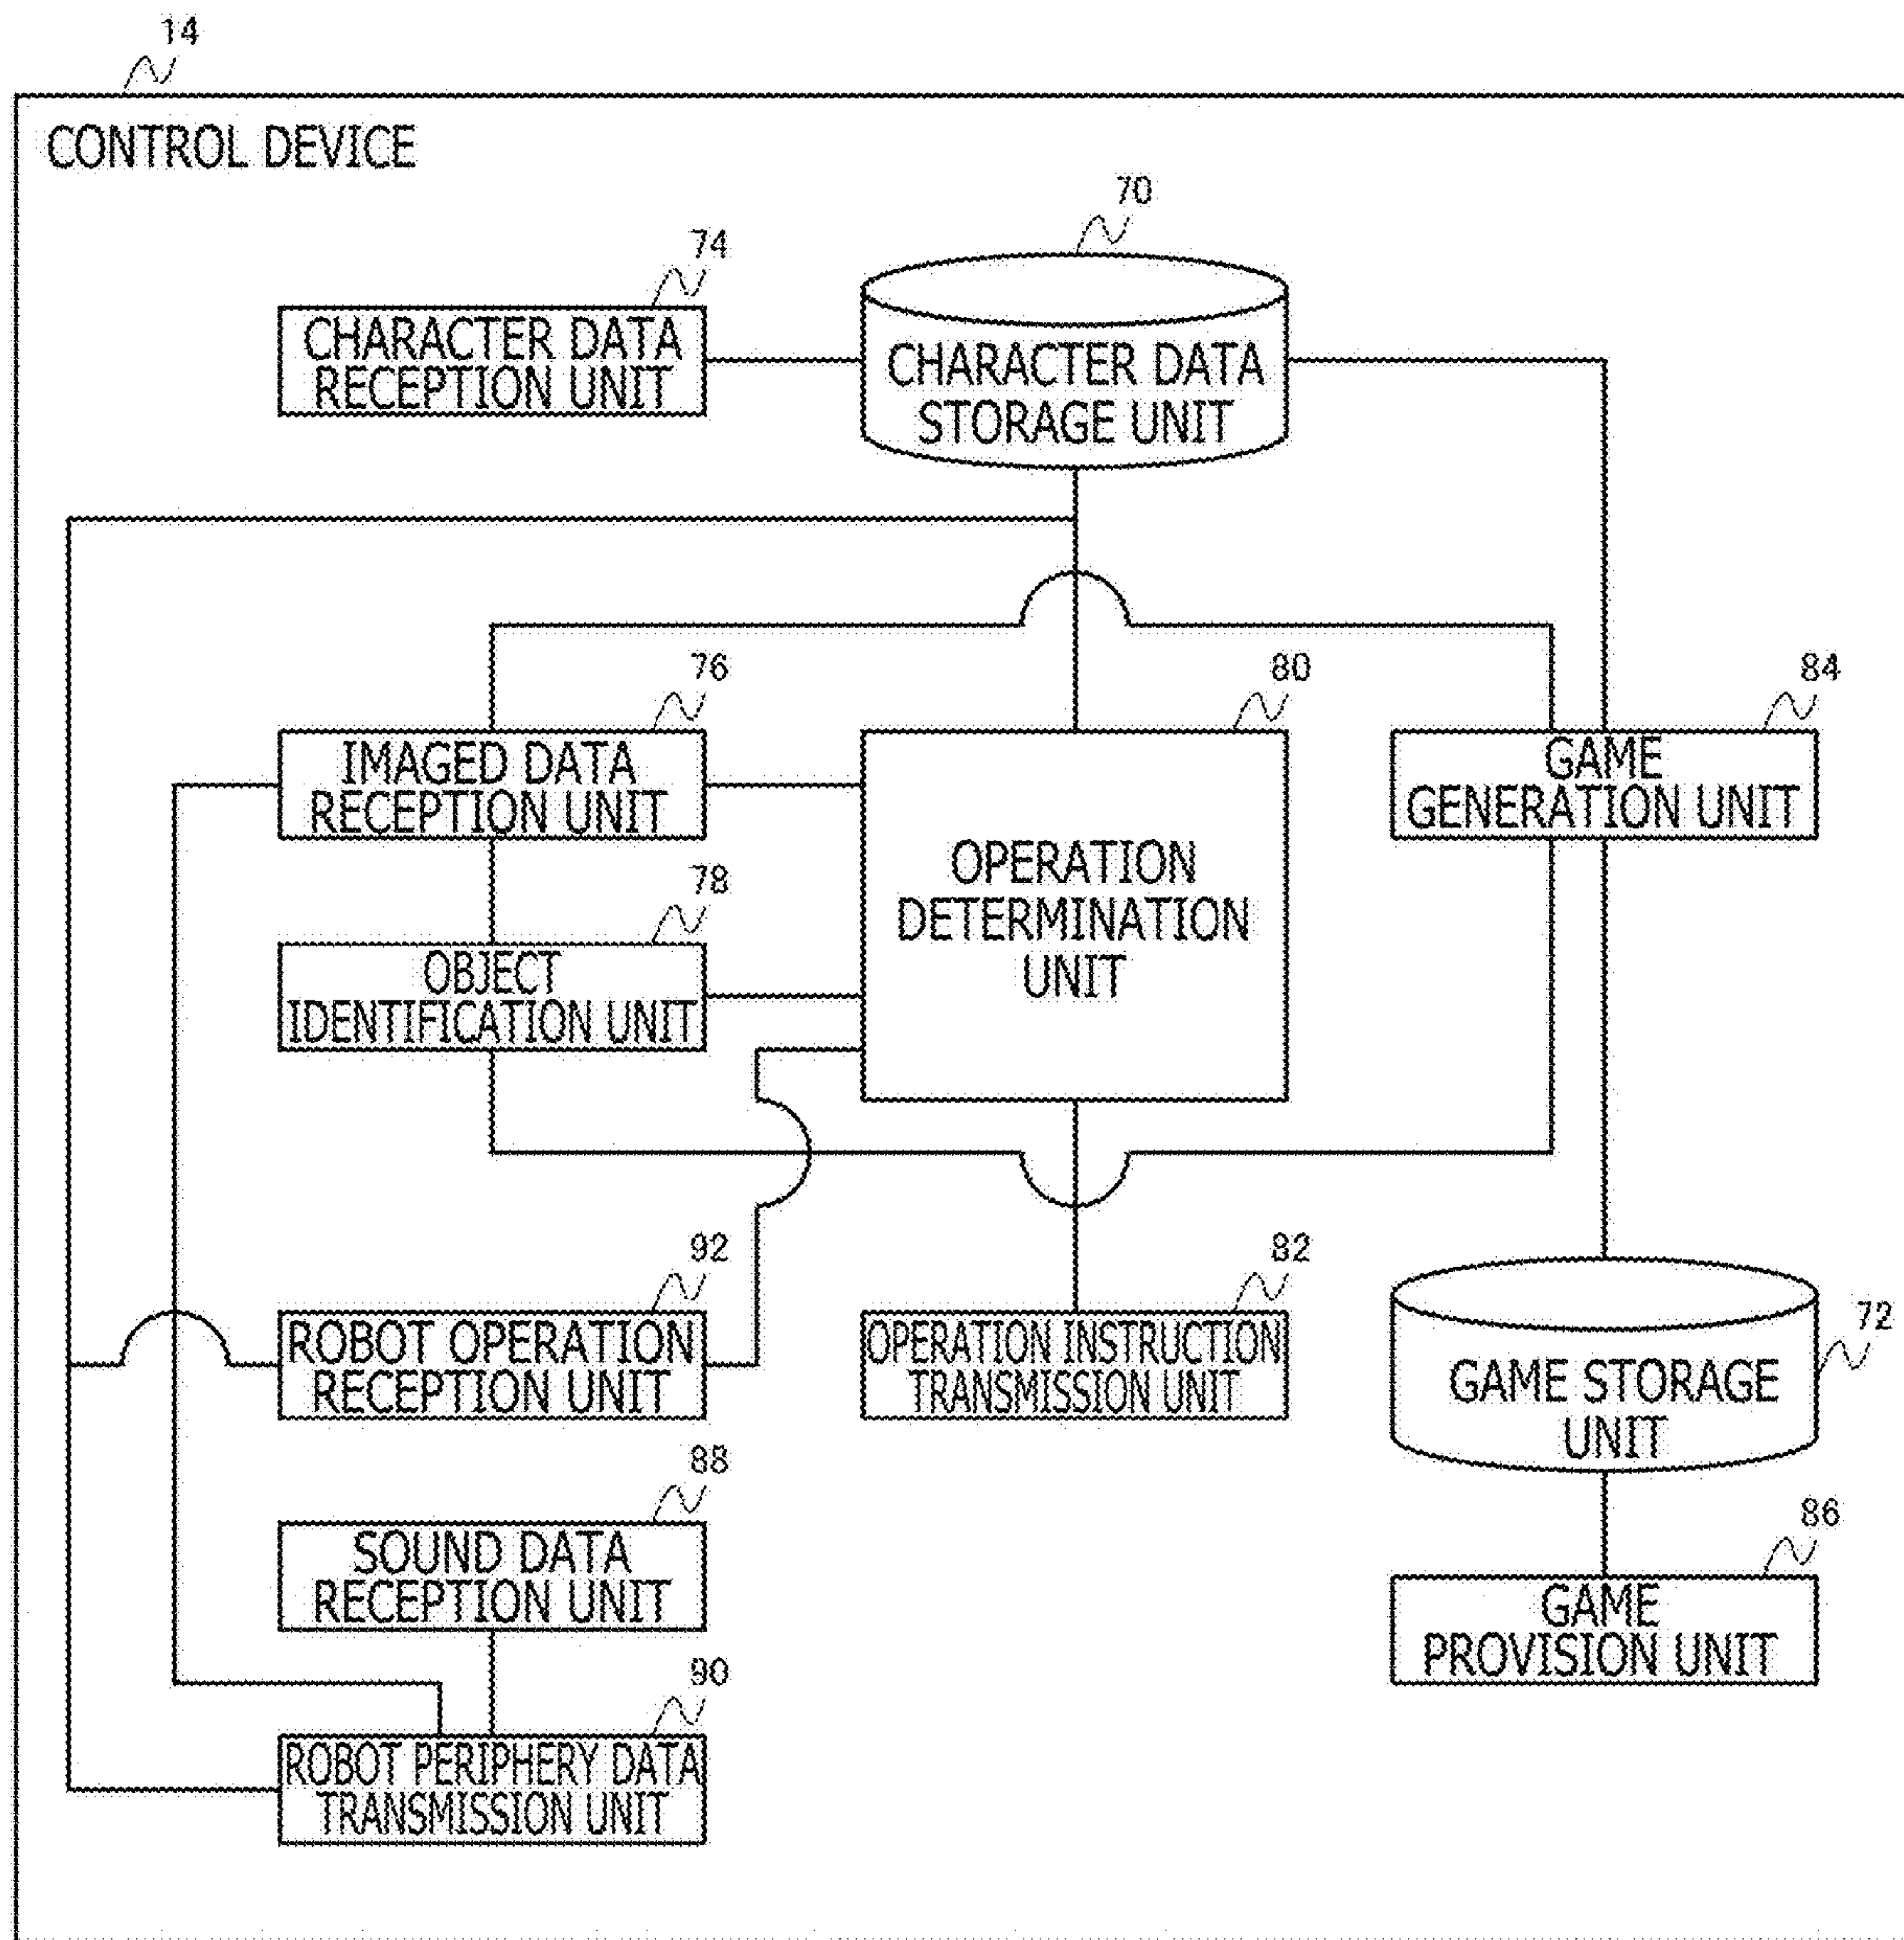 14
CONTROL DEVICE
70
74
CHARACTER DATA
RECEPTION UNIT
CHARACTER DATA
STORAGE UNIT
76
80
84
IMAGED DATA
RECEPTION UNIT
GAME
GENERATION UNIT
OPERATION
DETERMINATION
UNIT
78
OBJECT
IDENTIFICATION UNIT
92
82
ROBOT OPERATION
RECEPTION UNIT
OPERATION INSTRUCTION
TRANSMISSION UNIT
72
GAME STORAGE
UNIT
88
SOUND DATA
RECEPTION UNIT
86
GAME
PROVISION UNIT
90
ROBOT PERIPHERY DATA
TRANSMISSION UNIT